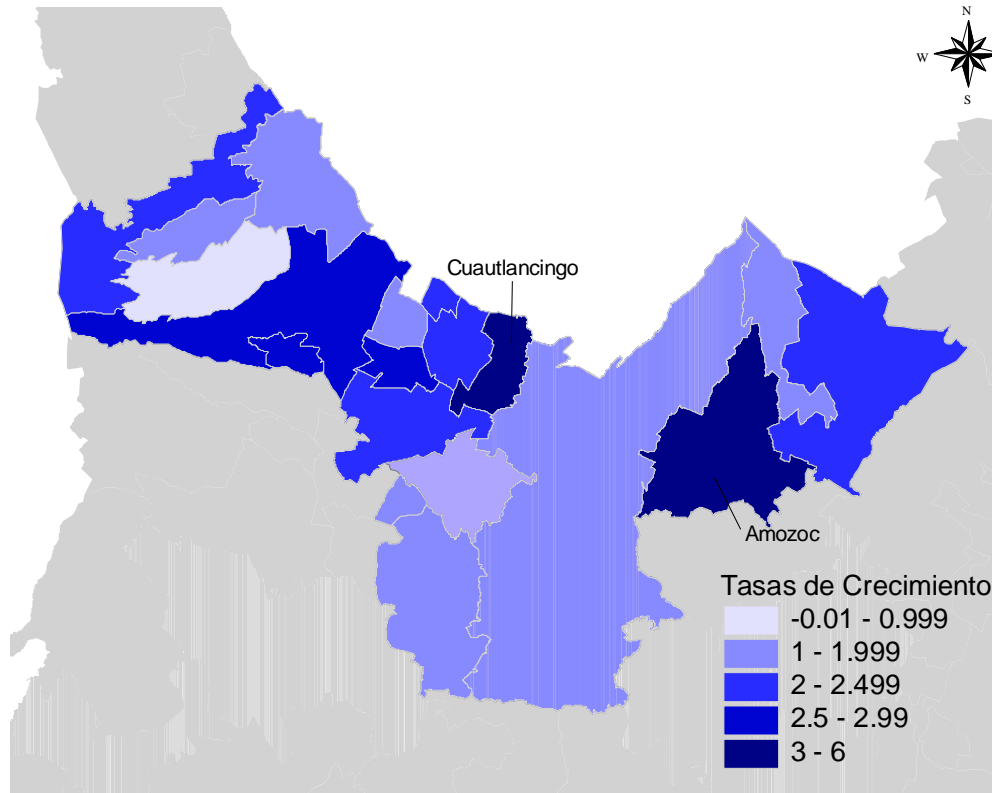 N
W
S
Cuautlancingo
Amozoc
Tasas de Crecimiento
-0.01 - 0.999
1 - 1.999
2 - 2.499
2.5 - 2.99
3 - 6